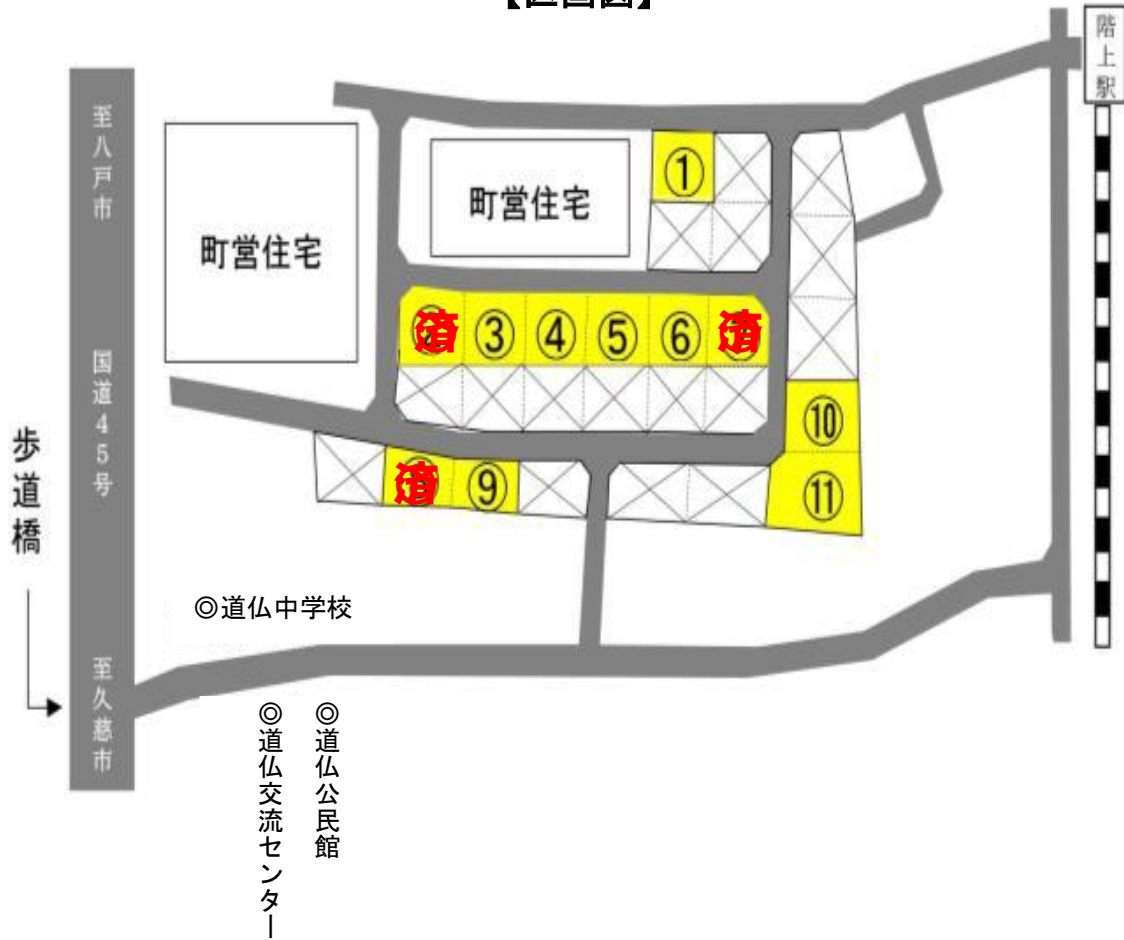 【区画図】
階上駅
至八戸市
国道45号
至久慈市
歩道橋
町営住宅
町営住宅
①
済
③
④
⑤
⑥
済
⑩
済
⑨
⑪
◎道仏中学校
◎道仏公民館
◎道仏交流センター